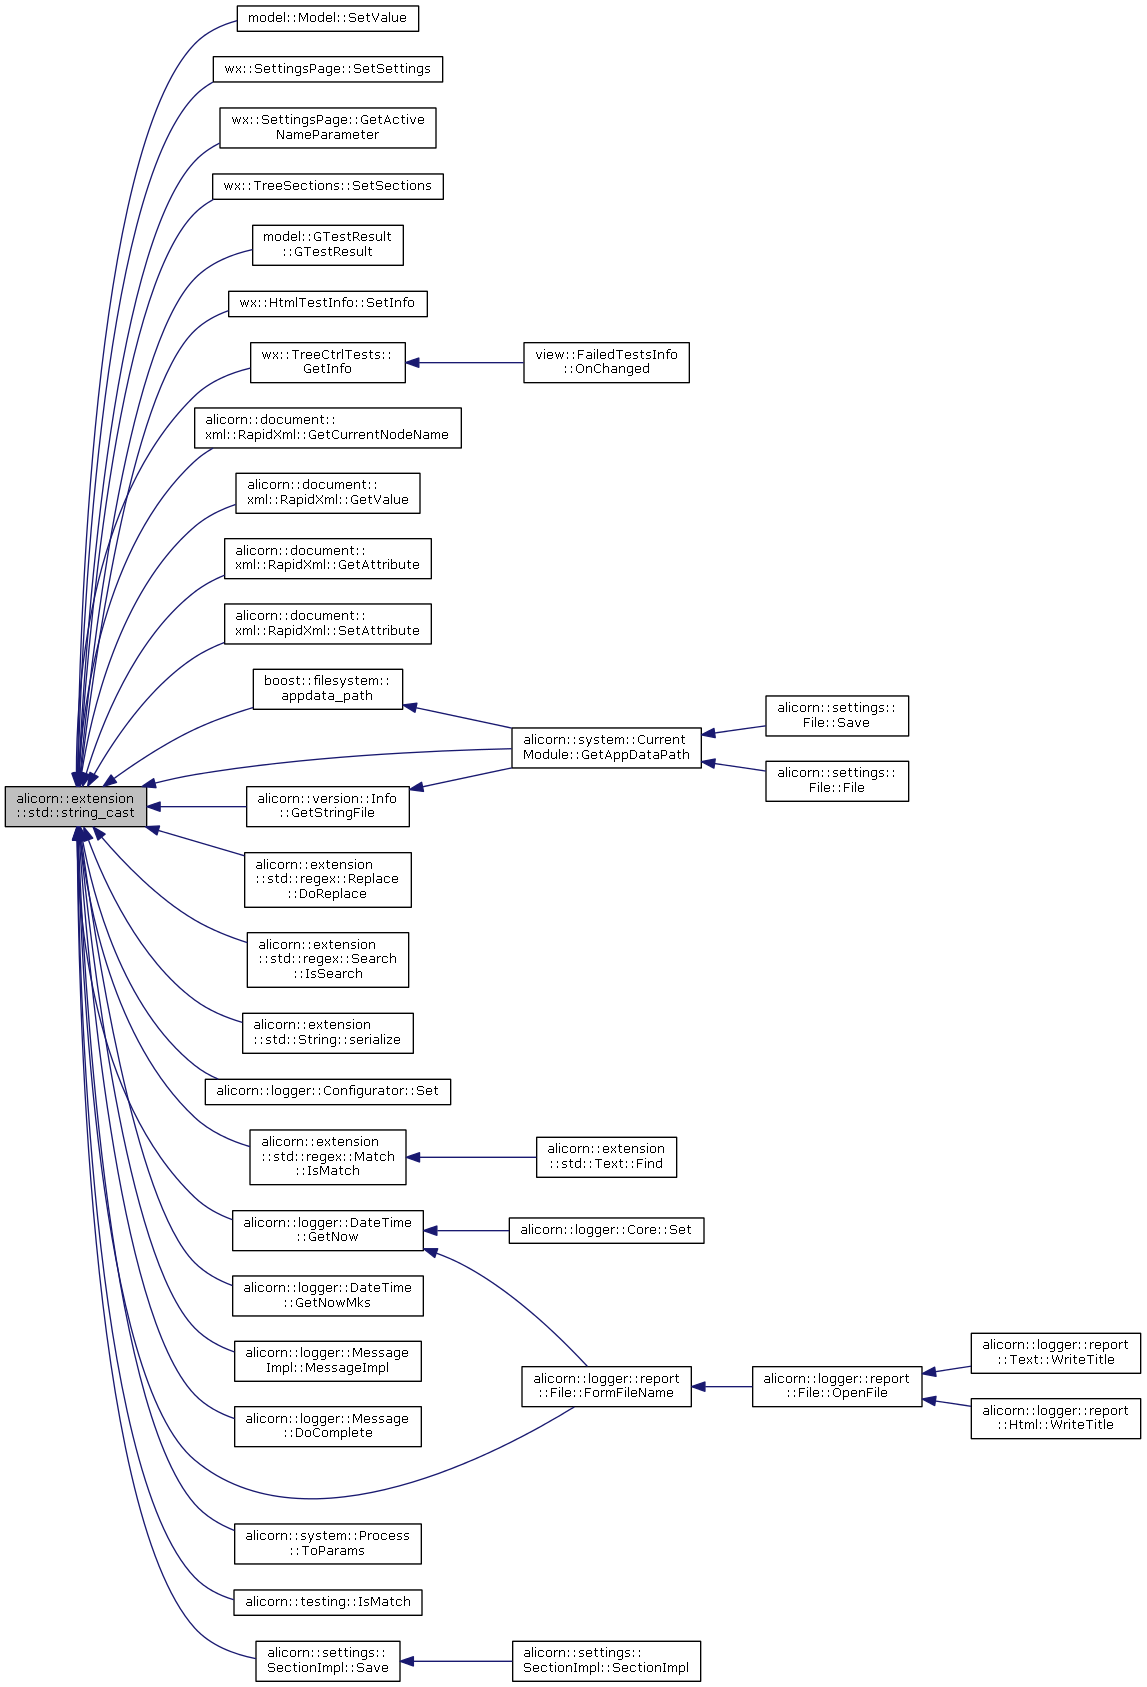 model::Model::SetValue
wx::SettingsPage::SetSettings
wx::SettingsPage::GetActive
NameParameter
wx::TreeSections::SetSections
model::GTestResult
::GTestResult
wx::HtmlTestInfo::SetInfo
wx::TreeCtrlTests::
GetInfo
view::FailedTestsInfo
::OnChanged
alicorn::document::
xml::RapidXml::GetCurrentNodeName
alicorn::document::
xml::RapidXml::GetValue
alicorn::document::
xml::RapidXml::GetAttribute
alicorn::document::
xml::RapidXml::SetAttribute
boost::filesystem::
appdata_path
alicorn::system::Current
Module::GetAppDataPath
alicorn::settings::
File::Save
alicorn::settings::
File::File
alicorn::extension
::std::string_cast
alicorn::version::Info
::GetStringFile
alicorn::extension
::std::regex::Replace
::DoReplace
alicorn::extension
::std::regex::Search
::IsSearch
alicorn::extension
::std::String::serialize
alicorn::logger::Configurator::Set
alicorn::extension
::std::regex::Match
::IsMatch
alicorn::extension
::std::Text::Find
alicorn::logger::DateTime
::GetNow
alicorn::logger::Core::Set
alicorn::logger::DateTime
::GetNowMks
alicorn::logger::Message
Impl::MessageImpl
alicorn::logger::report
::File::FormFileName
alicorn::logger::report
::File::OpenFile
alicorn::logger::report
::Text::WriteTitle
alicorn::logger::report
::Html::WriteTitle
alicorn::logger::Message
::DoComplete
alicorn::system::Process
::ToParams
alicorn::testing::IsMatch
alicorn::settings::
SectionImpl::Save
alicorn::settings::
SectionImpl::SectionImpl